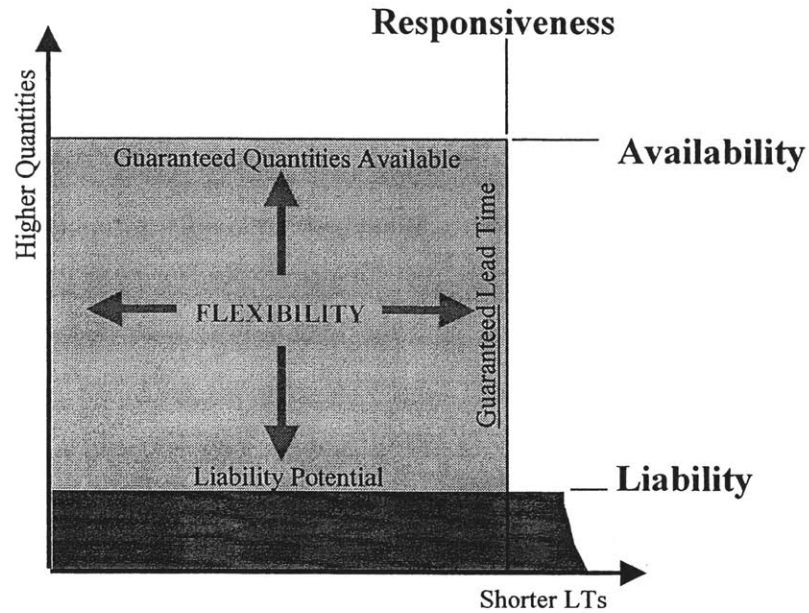 Responsiveness
Higher Quantities
Guaranteed Quantities Available
Availability
Guaranteed Lead Time
FLEXIBILITY
Liability Potential
Liability
Shorter LTs